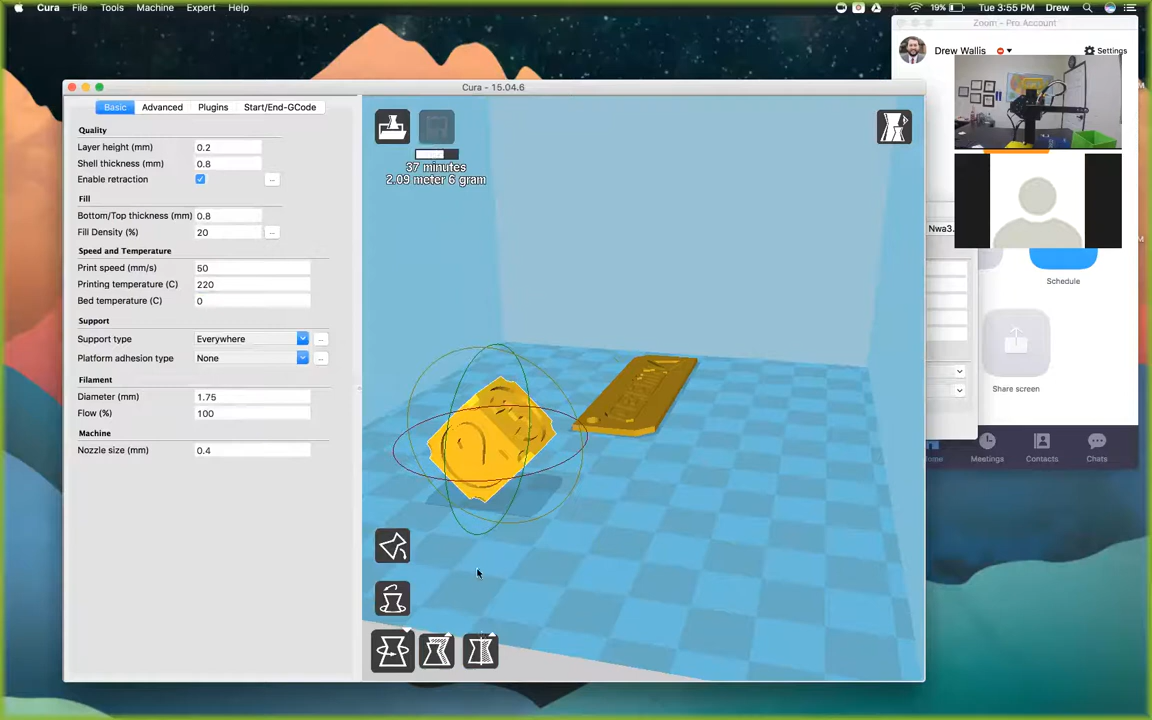 Cura File Tools Machine Expert Help
19% Tue 3:55 PM Drew
Zoom - Pro Account
Drew Wallis
Settings
Cura - 15.04.6
Basic Advanced Plugins Start/End-GCode
Quality
Layer height (mm) 0.2
Shell thickness (mm) 0.8
Enable retraction ...
Fill
Bottom/Top thickness (mm) 0.8
Fill Density (%) 20 ...
Speed and Temperature
Print speed (mm/s) 50
Printing temperature (C) 220
Bed temperature (C) 0
Support
Support type Everywhere ...
Platform adhesion type None ...
Filament
Diameter (mm) 1.75
Flow (%) 100
Machine
Nozzle size (mm) 0.4
37 minutes
2.09 meter 6 gram
Nwa3.
Schedule
Share screen
Meetings Contacts Chats